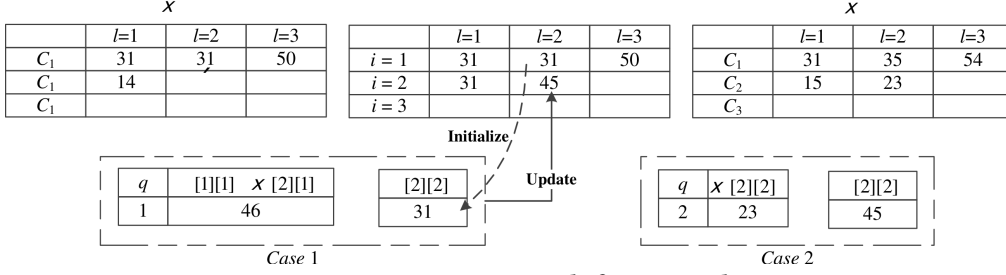 x
x
l=1 l=2 l=3
C1 31 31 50
C1 14
C1
l=1 l=2 l=3
i = 1 31 31 50
i = 2 31 45
i = 3
l=1 l=2 l=3
C1 31 35 54
C2 15 23
C3
Initialize
Update
q [1][1] x [2][1]
1 46
[2][2]
31
Case 1
q x [2][2]
2 23
[2][2]
45
Case 2